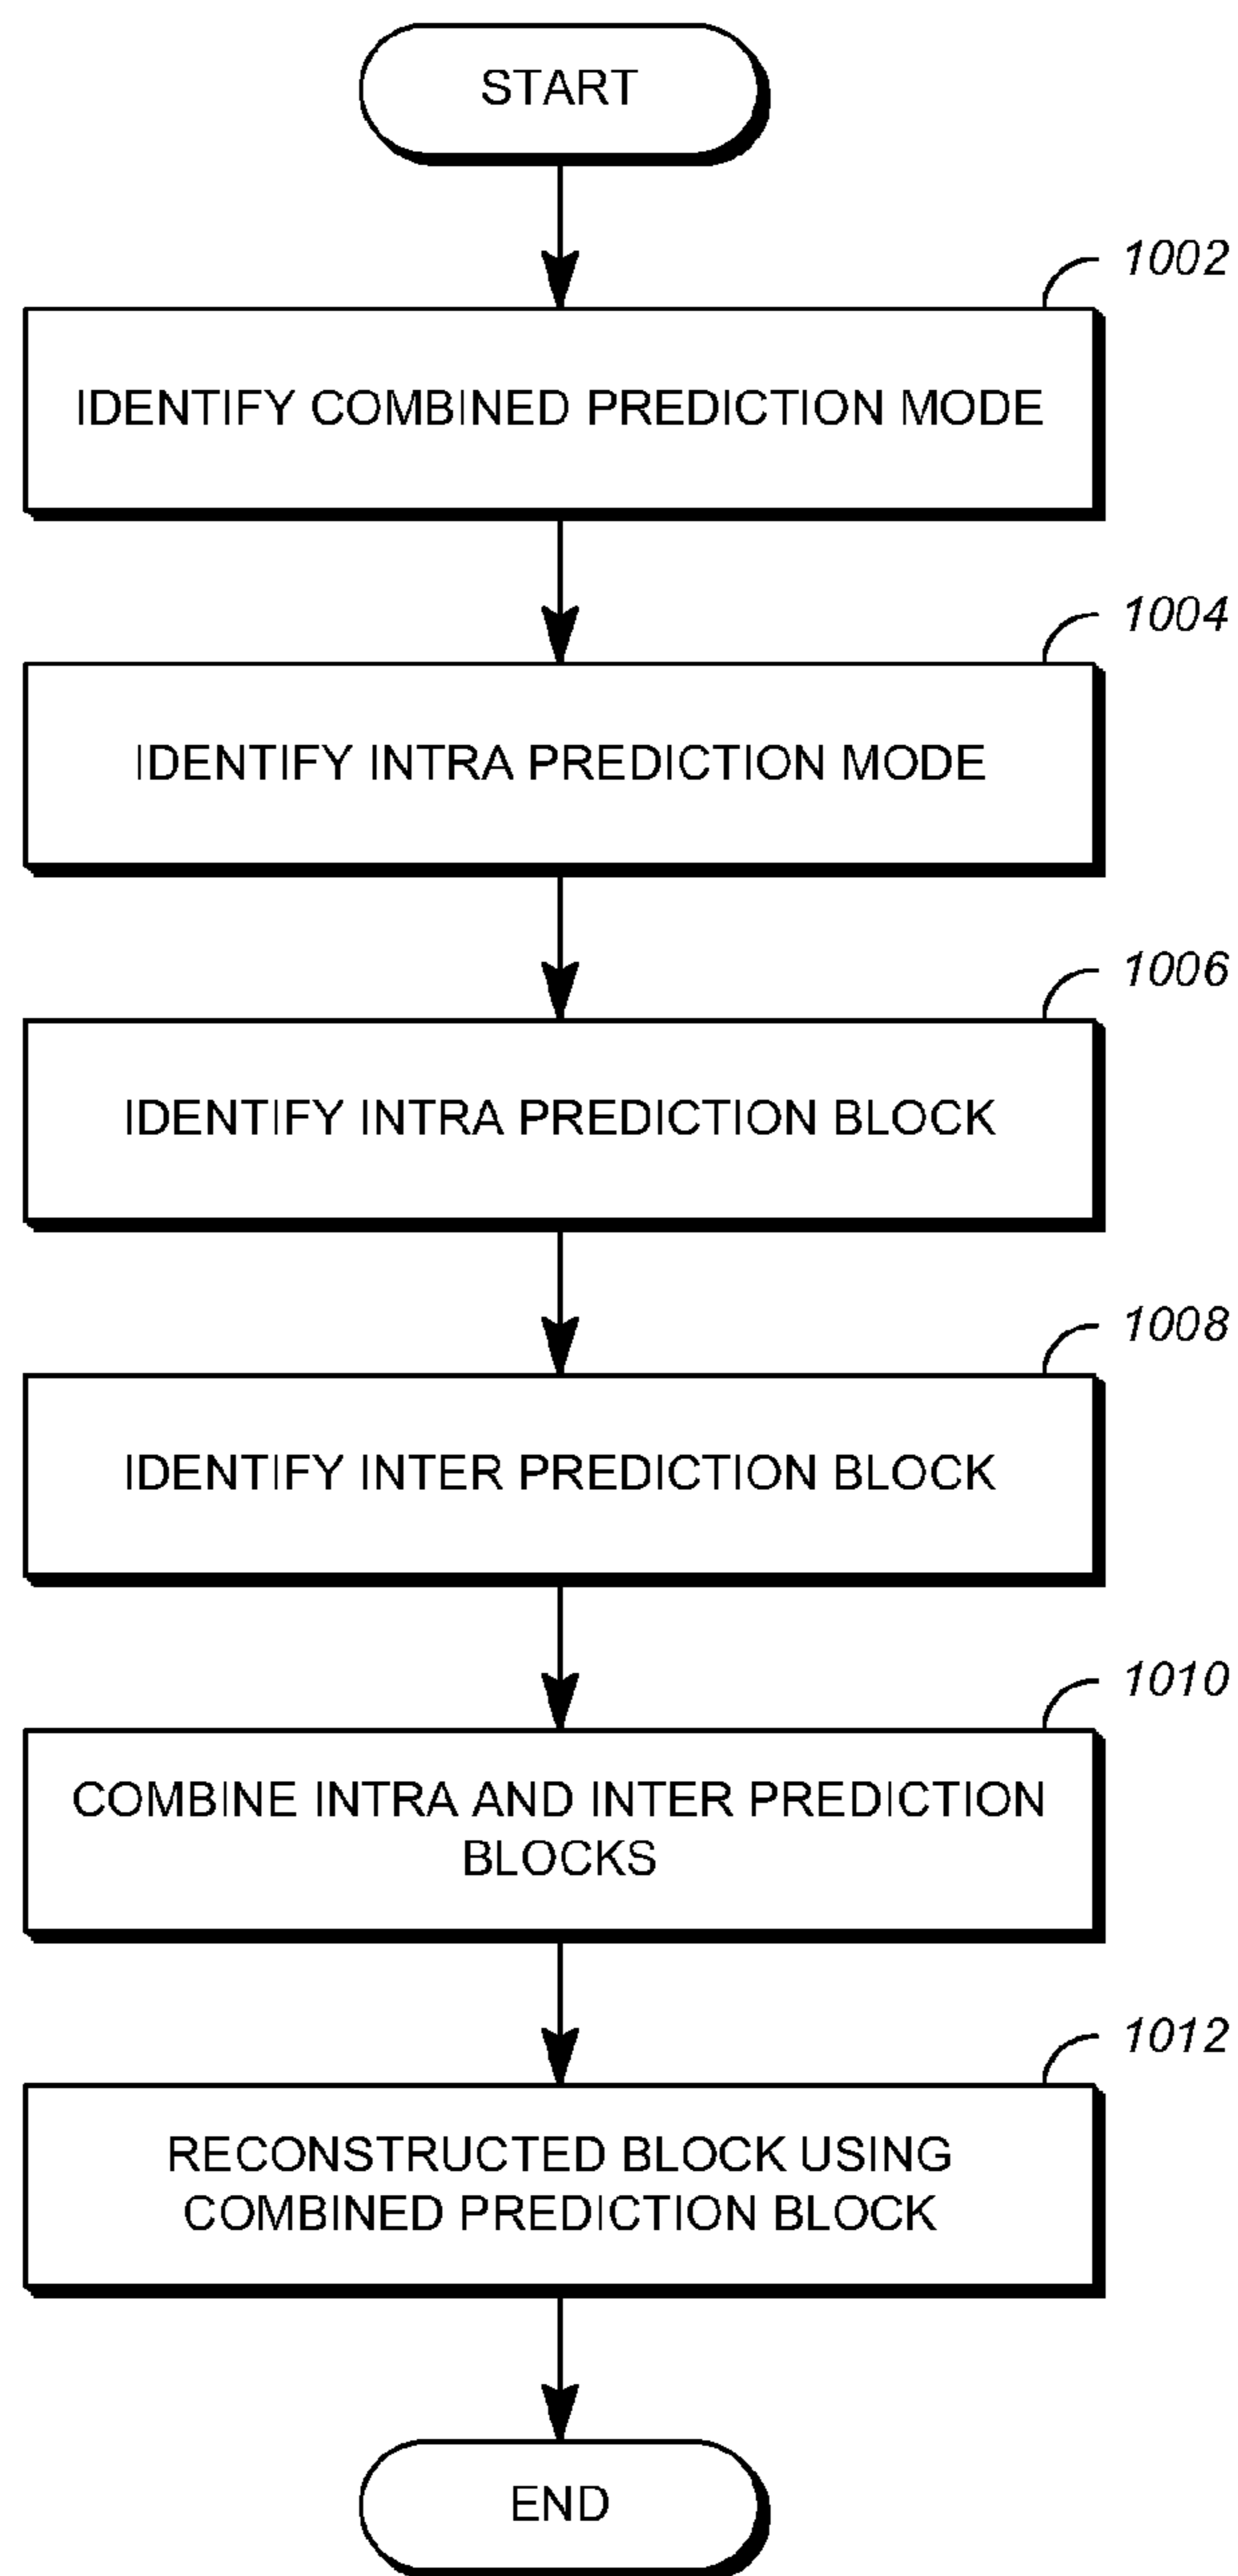 START
1002
IDENTIFY COMBINED PREDICTION MODE
1004
IDENTIFY INTRA PREDICTION MODE
1006
IDENTIFY INTRA PREDICTION BLOCK
1008
IDENTIFY INTER PREDICTION BLOCK
1010
COMBINE INTRA AND INTER PREDICTION
BLOCKS
1012
RECONSTRUCTED BLOCK USING
COMBINED PREDICTION BLOCK
END